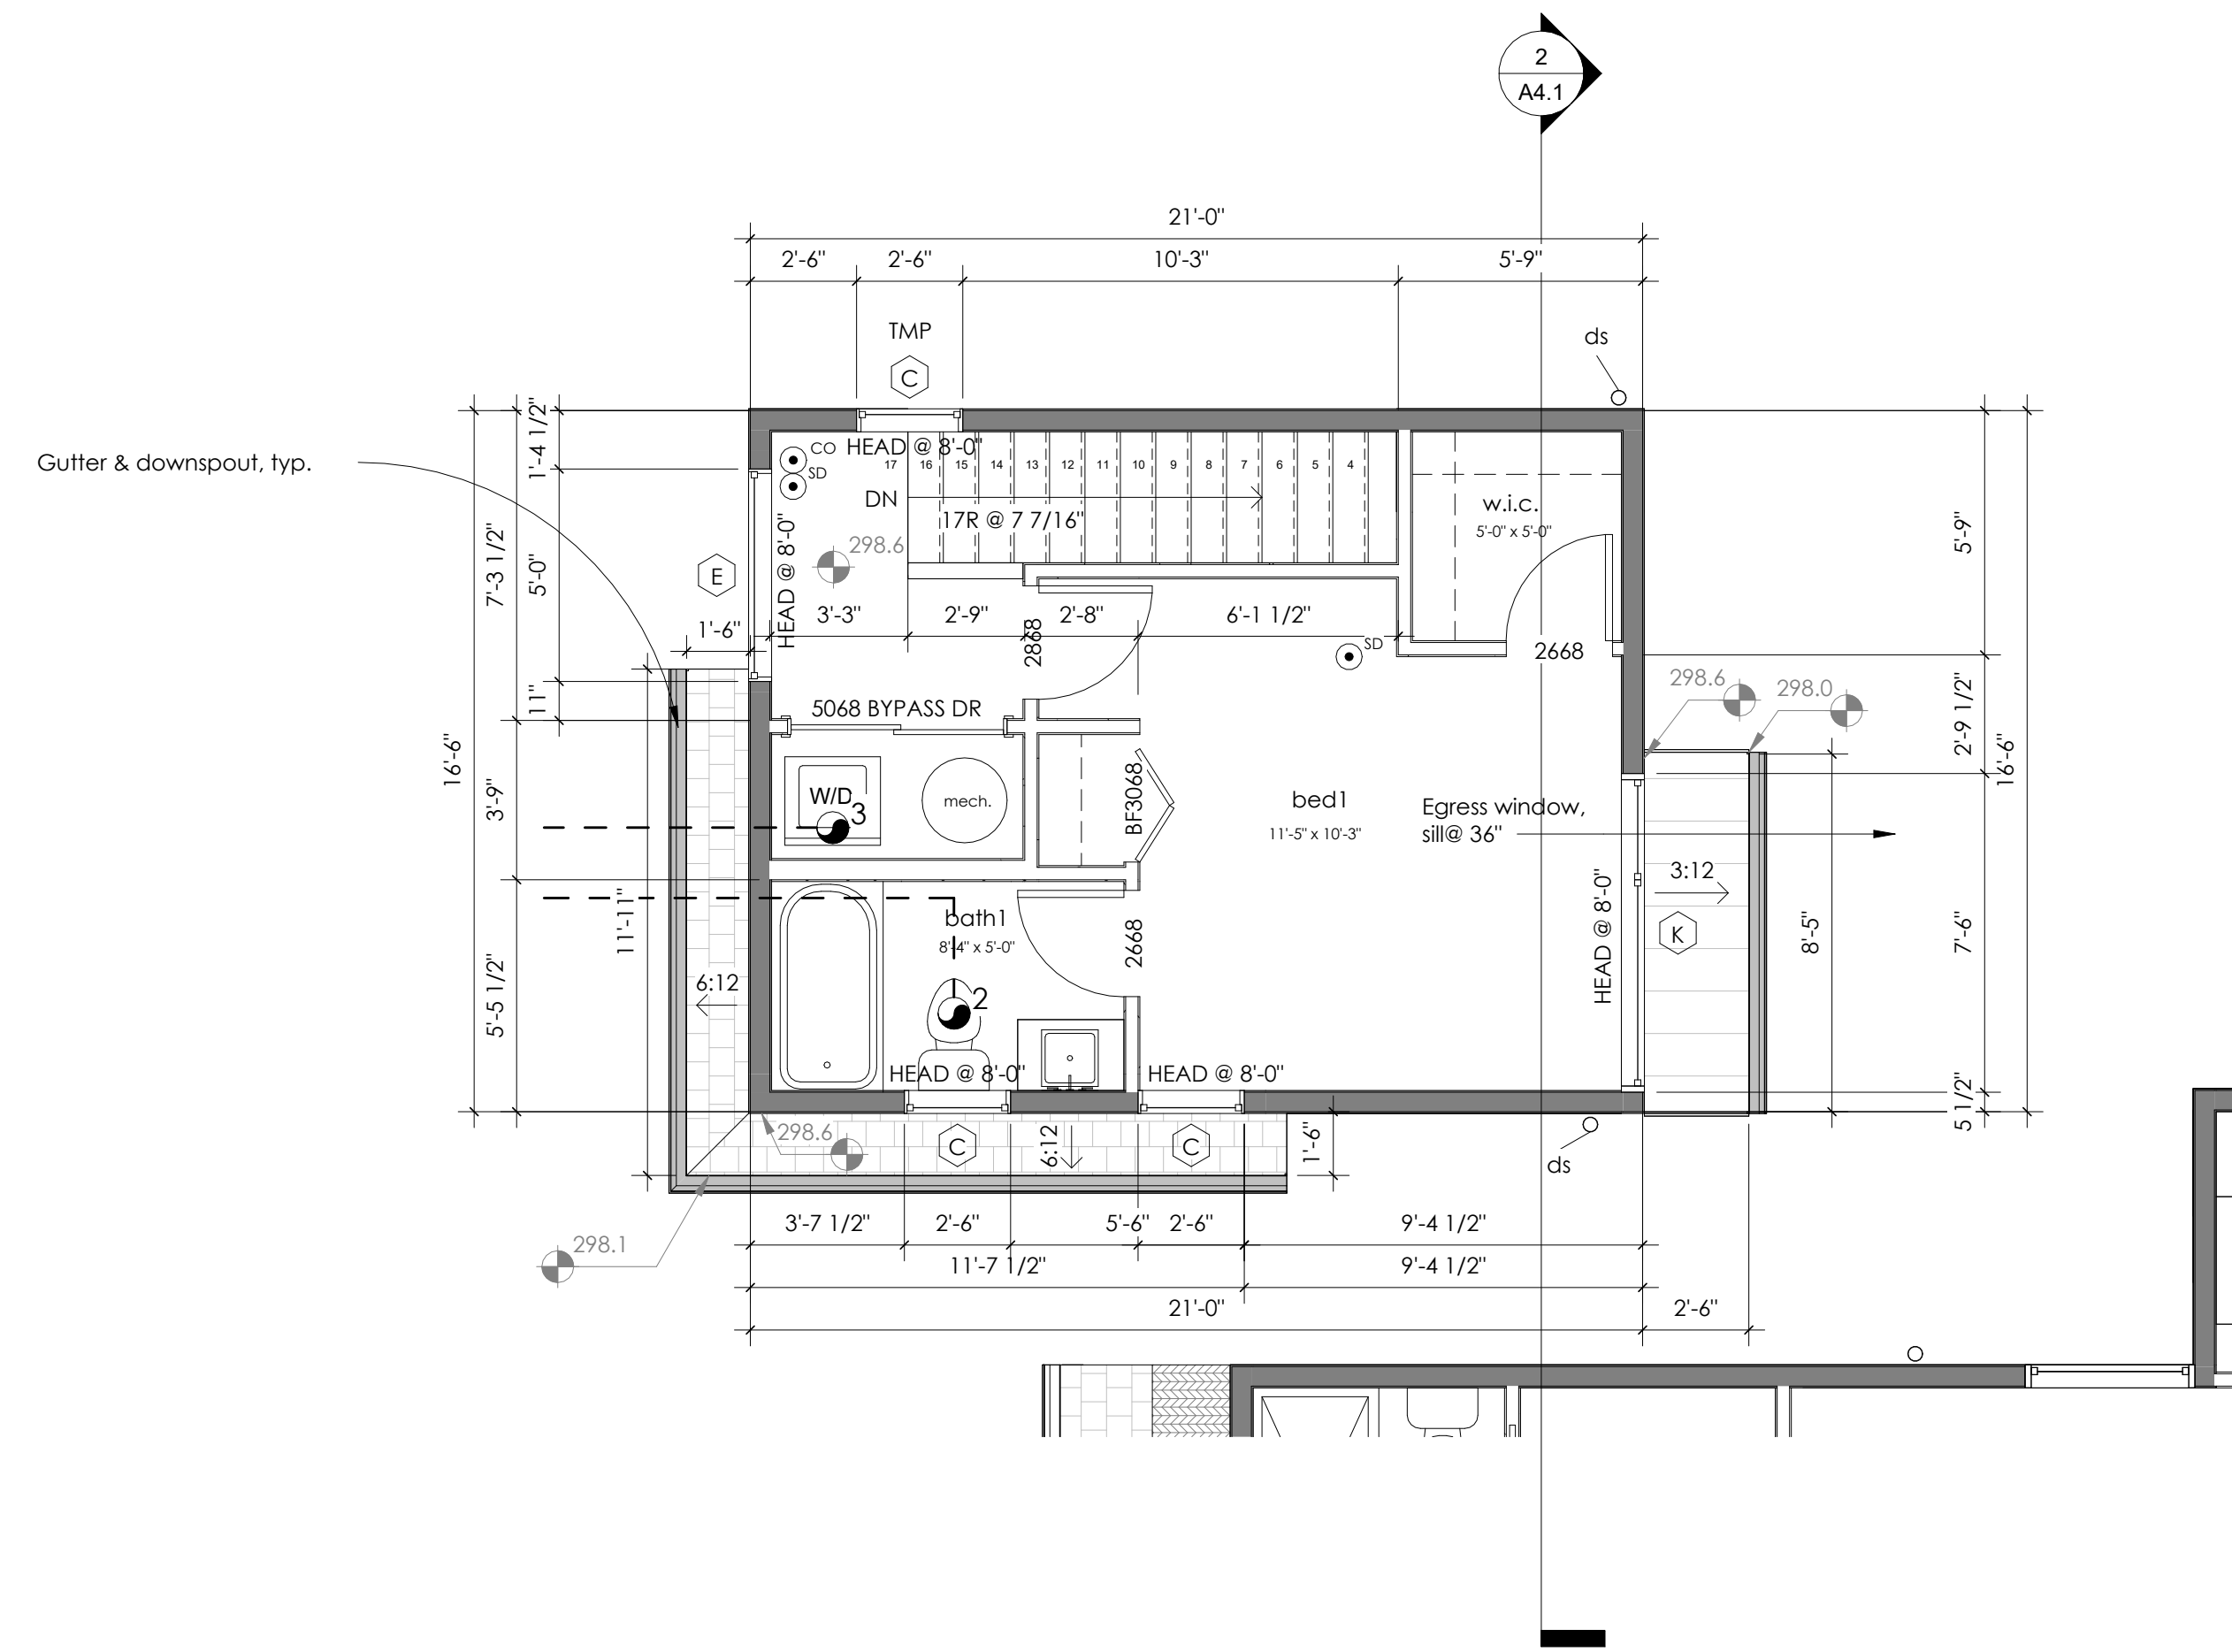 2
A4.1
21'-0"
2'-6"
2'-6"
10'-3"
5'-9"
TMP
C
ds
Gutter & downspout, typ.
1'-4 1/2"
7'-3 1/2"
5'-0"
11"
16'-6"
3'-9"
5'-5 1/2"
11'-11"
E
1'-6"
CO
SD
HEAD @ 8'-0"
17
16
15
14
13
12
11
10
9
8
7
6
5
4
DN
17R @ 7 7/16"
298.6
HEAD @ 8'-0"
w.i.c.
5'-0" x 5'-0"
3'-3"
2'-9"
2'-8"
6'-1 1/2"
2868
SD
2668
5068 BYPASS DR
298.6
298.0
5'-9"
2'-9 1/2"
16'-6"
7'-6"
5 1/2"
8'-5"
W/D
3
mech.
BF3068
bed1
11'-5" x 10'-3"
Egress window,
sill@ 36"
3:12
K
HEAD @ 8'-0"
bath1
8'-4" x 5'-0"
2668
2
6:12
HEAD @ 8'-0"
HEAD @ 8'-0"
298.6
C
6:12
C
1'-6"
ds
298.1
3'-7 1/2"
2'-6"
5'-6"
2'-6"
9'-4 1/2"
11'-7 1/2"
9'-4 1/2"
21'-0"
2'-6"